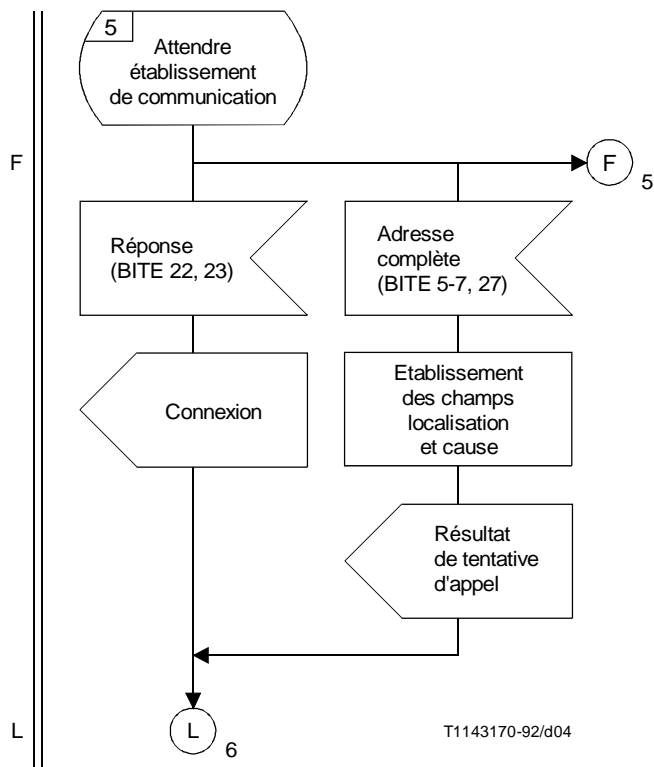 5
Attendre
établissement
de communication
F
F
5
Réponse
(BITE 22, 23)
Adresse
complète
(BITE 5-7, 27)
Connexion
Etablissement
des champs
localisation
et cause
Résultat
de tentative
d'appel
L
L
6
T1143170-92/d04